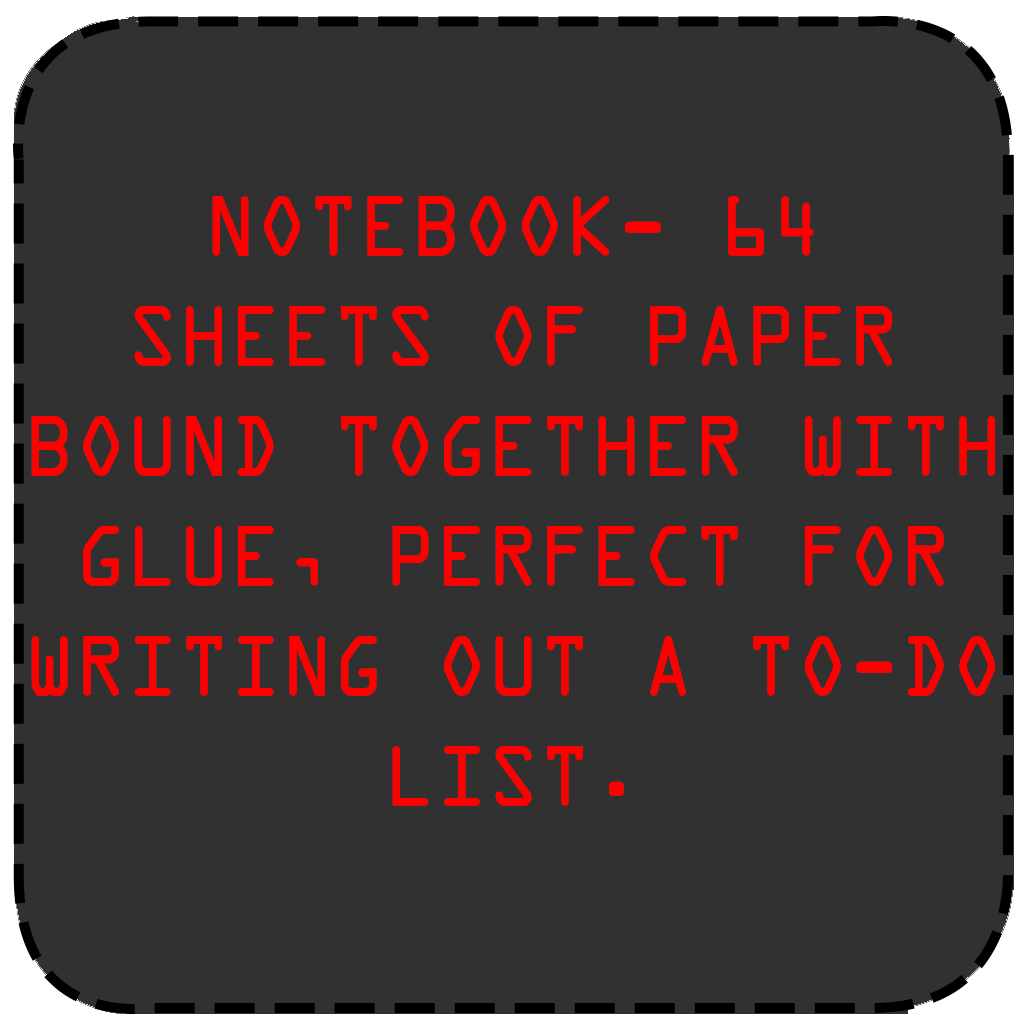 NOTEBOOK- 64
SHEETS OF PAPER
BOUND TOGETHER WITH
GLUE, PERFECT FOR
WRITING OUT A TO-DO
LIST.